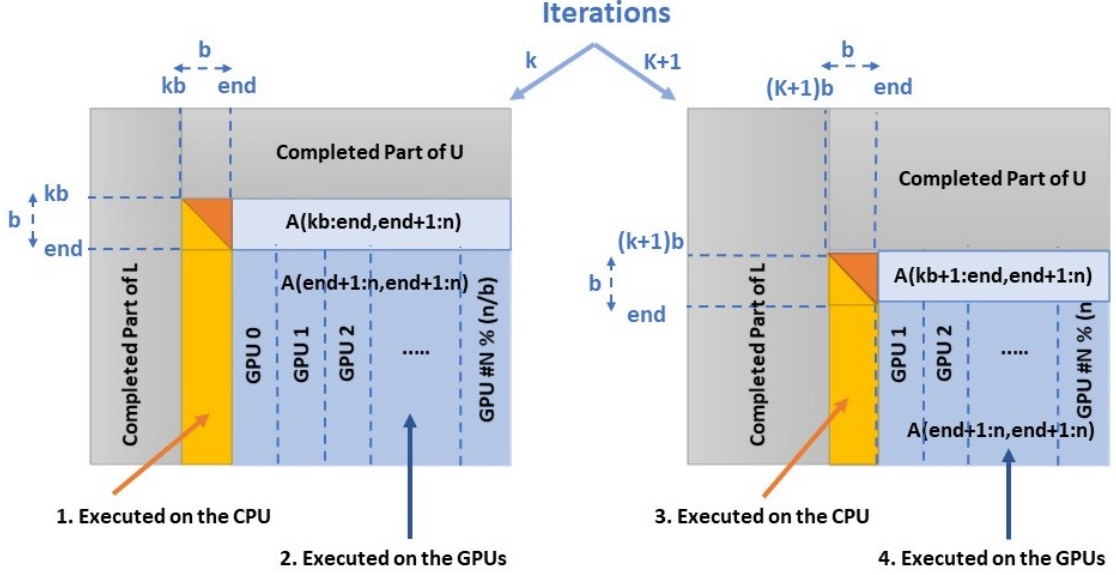 Iterations
k
K+1
b
kb
end
Completed Part of U
kb
b
end
A(kb:end,end+1:n)
A(end+1:n,end+1:n)
Completed Part of L
GPU 0
GPU 1
GPU 2
.....
GPU #N % (n/b)
1. Executed on the CPU
2. Executed on the GPUs
b
(K+1)b
end
Completed Part of U
(k+1)b
b
end
A(kb+1:end,end+1:n)
Completed Part of L
GPU 1
GPU 2
.....
GPU #N % (n
A(end+1:n,end+1:n)
3. Executed on the CPU
4. Executed on the GPUs